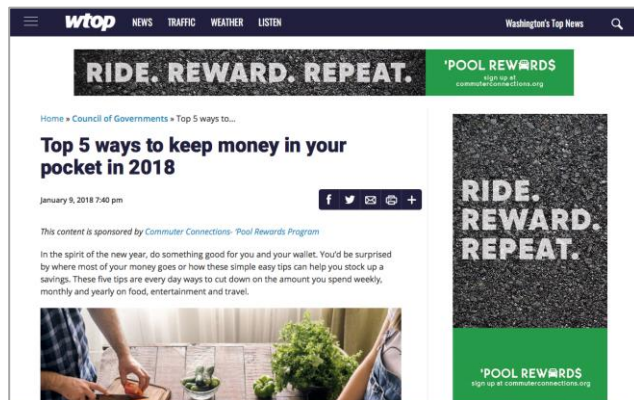 wtop NEWS TRAFFIC WEATHER LISTEN Washington's Top News
RIDE. REWARD. REPEAT.
'POOL REWARDS
sign up at
commuterconnections.org
Home » Council of Governments » Top 5 ways to...
Top 5 ways to keep money in your
pocket in 2018
January 9, 2018 7:40 pm
This content is sponsored by Commuter Connections- 'Pool Rewards Program
In the spirit of the new year, do something good for you and your wallet. You'd be surprised
by where most of your money goes or how these simple easy tips can help you stock up a
savings. These five tips are every day ways to cut down on the amount you spend weekly,
monthly and yearly on food, entertainment and travel.
RIDE.
REWARD.
REPEAT.
'POOL REWARDS
sign up at commuterconnections.org